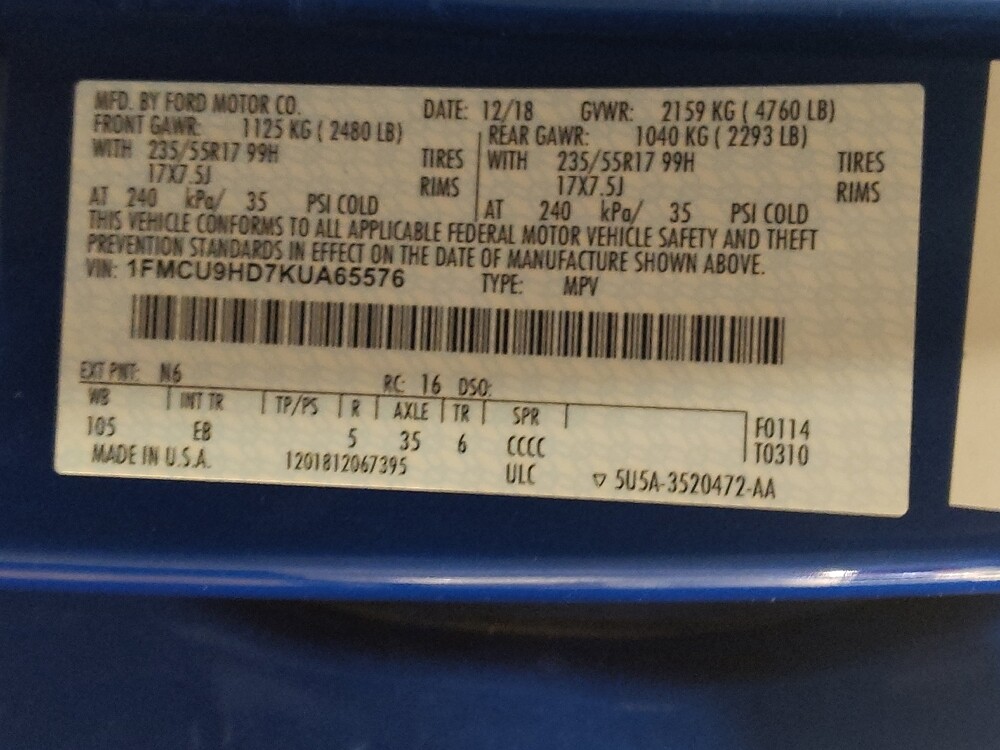 MFD. BY FORD MOTOR CO. DATE: 12/18 GVWR: 2159 KG ( 4760 LB)
FRONT GAWR: 1125 KG ( 2480 LB) REAR GAWR: 1040 KG ( 2293 LB)
WITH 235/55R17 99H TIRES WITH 235/55R17 99H TIRES
17X7.5J RIMS 17X7.5J RIMS
AT 240 kPa/ 35 PSI COLD AT 240 kPa/ 35 PSI COLD
THIS VEHICLE CONFORMS TO ALL APPLICABLE FEDERAL MOTOR VEHICLE SAFETY AND THEFT
PREVENTION STANDARDS IN EFFECT ON THE DATE OF MANUFACTURE SHOWN ABOVE.
VIN: 1FMCU9HD7KUA65576 TYPE: MPV
EXT PNT: N6 RC: 16 DSO:
WB INT TR TP/PS R AXLE TR SPR F0114
105 EB 5 35 6 CCCC T0310
MADE IN U.S.A. 1201812067395 ULC ▽ 5U5A-3520472-AA